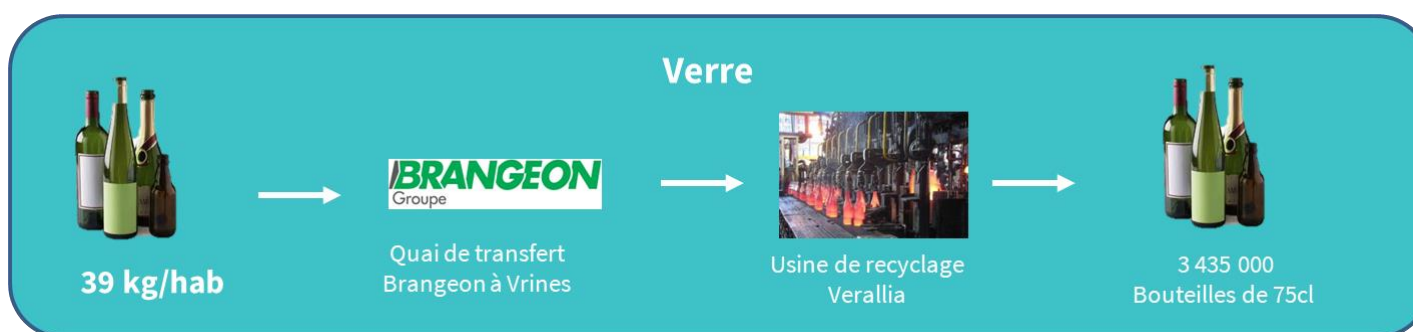 Verre
39 kg/hab
BRANGEON
Groupe
Quai de transfert
Brangeon à Vrines
Usine de recyclage
Verallia
3 435 000
Bouteilles de 75cl